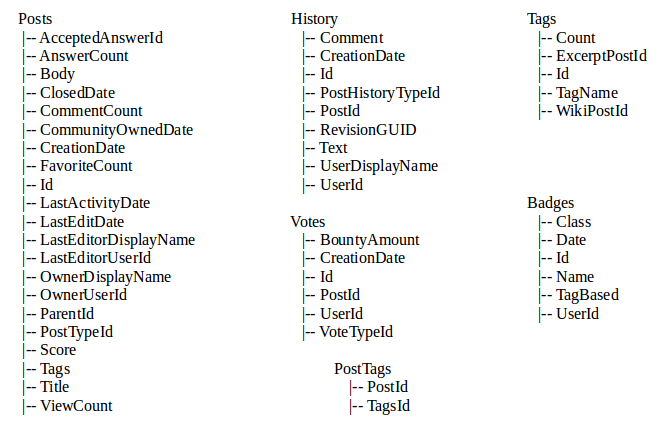 Posts
|-- AcceptedAnswerId
|-- AnswerCount
|-- Body
|-- ClosedDate
|-- CommentCount
|-- CommunityOwnedDate
|-- CreationDate
|-- FavoriteCount
|-- Id
|-- LastActivityDate
|-- LastEditDate
|-- LastEditorDisplayName
|-- LastEditorUserId
|-- OwnerDisplayName
|-- OwnerUserId
|-- ParentId
|-- PostTypeId
|-- Score
|-- Tags
|-- Title
|-- ViewCount
History
|-- Comment
|-- CreationDate
|-- Id
|-- PostHistoryTypeId
|-- PostId
|-- RevisionGUID
|-- Text
|-- UserDisplayName
|-- UserId
Votes
|-- BountyAmount
|-- CreationDate
|-- Id
|-- PostId
|-- UserId
|-- VoteTypeId
PostTags
|-- PostId
|-- TagsId
Tags
|-- Count
|-- ExcerptPostId
|-- Id
|-- TagName
|-- WikiPostId
Badges
|-- Class
|-- Date
|-- Id
|-- Name
|-- TagBased
|-- UserId